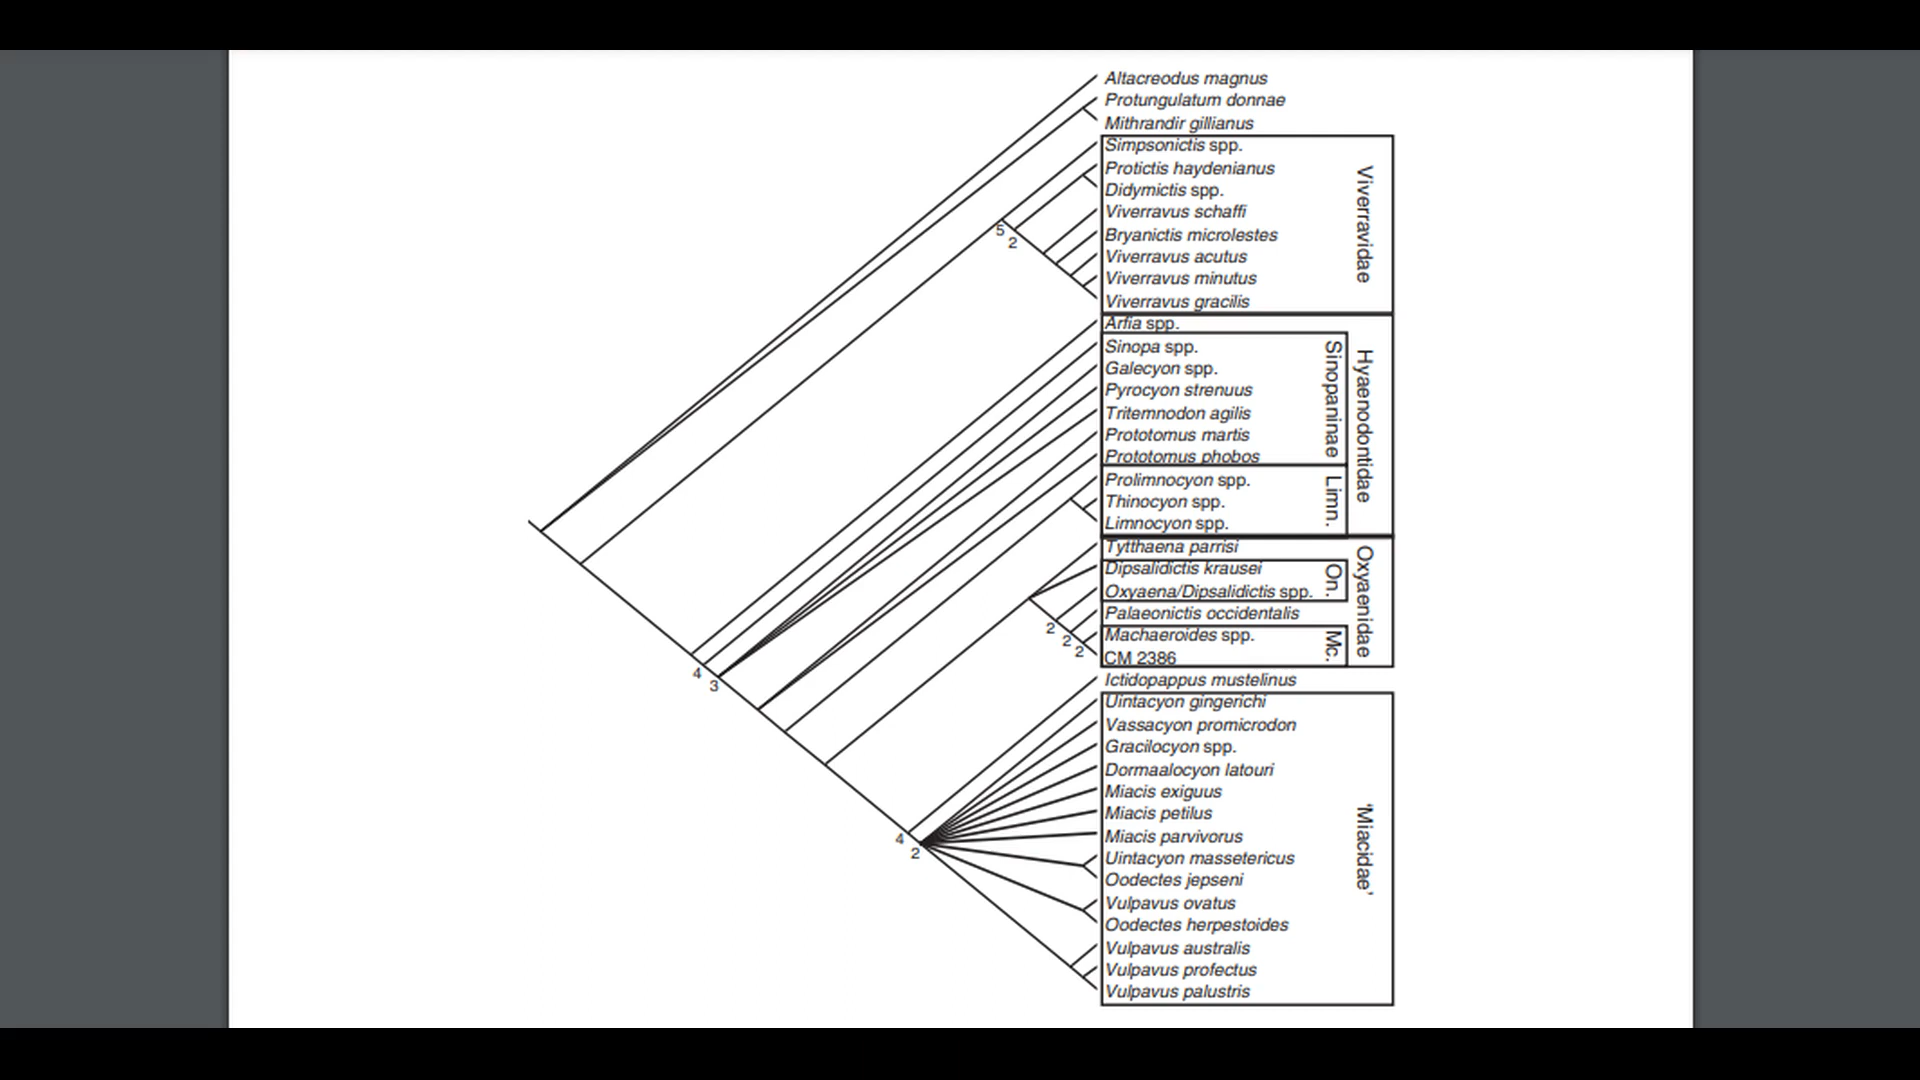 Altacreodus magnus
Protungulatum donnae
Mithrandir gillianus
Simpsonictis spp.
Protictis haydenianus
Didymictis spp.
Viverravus schaffi
Bryanictis microlestes
Viverravus acutus
Viverravus minutus
Viverravus gracilis
Viverravidae
5
2
Arfia spp.
Sinopa spp.
Galecyon spp.
Pyrocyon strenuus
Tritemnodon agilis
Prototomus martis
Prototomus phobos
Sinopaninae
Prolimnocyon spp.
Thinocyon spp.
Limnocyon spp.
Limn.
Hyaenodontidae
Tytthaena parrisi
Dipsalidictis krausei
Oxyaena/Dipsalidictis spp.
On.
Palaeonictis occidentalis
Machaeroides spp.
CM 2386
Mc.
Oxyaenidae
2
2
2
4
3
Ictidopappus mustelinus
Uintacyon gingerichi
Vassacyon promicrodon
Gracilocyon spp.
Dormaalocyon latouri
Miacis exiguus
Miacis petilus
Miacis parvivorus
Uintacyon massetericus
Oodectes jepseni
Vulpavus ovatus
Oodectes herpestoides
Vulpavus australis
Vulpavus profectus
Vulpavus palustris
'Miacidae'
4
2